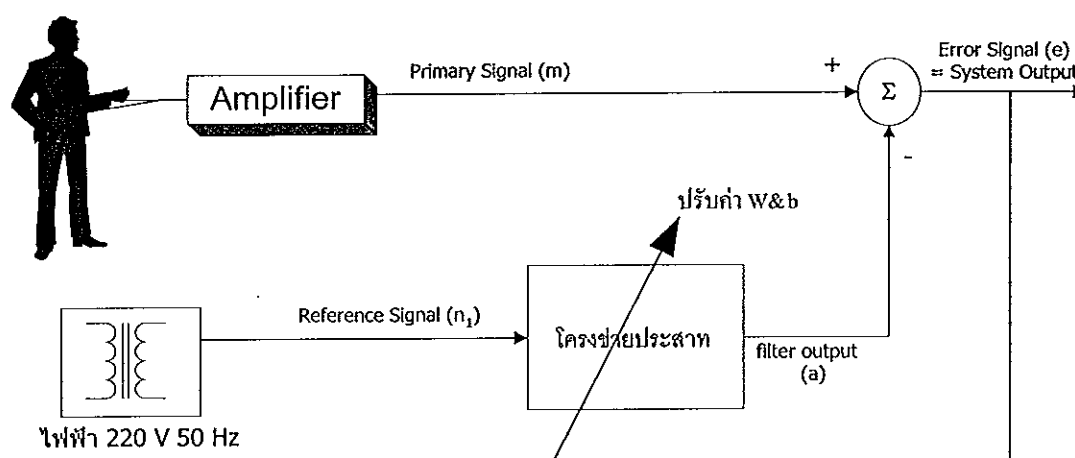 Error Signal (e)
= System Output
Primary Signal (m)
+
Amplifier
Σ
-
ปรับค่า W&b
Reference Signal (n₁)
โครงข่ายประสาท
filter output
(a)
ไฟฟ้า 220 V 50 Hz